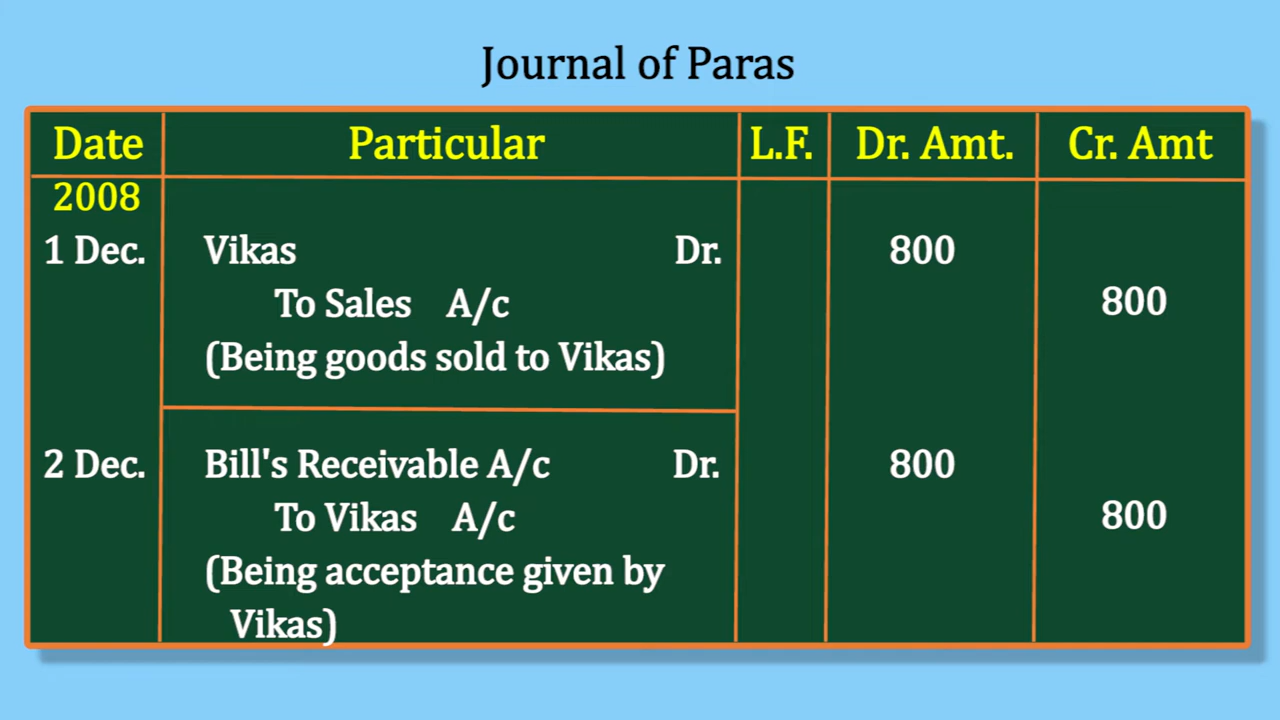 Journal of Paras
Date Particular L.F. Dr. Amt. Cr. Amt
2008
1 Dec. Vikas Dr. 800
To Sales A/c 800
(Being goods sold to Vikas)
2 Dec. Bill's Receivable A/c Dr. 800
To Vikas A/c 800
(Being acceptance given by
Vikas)